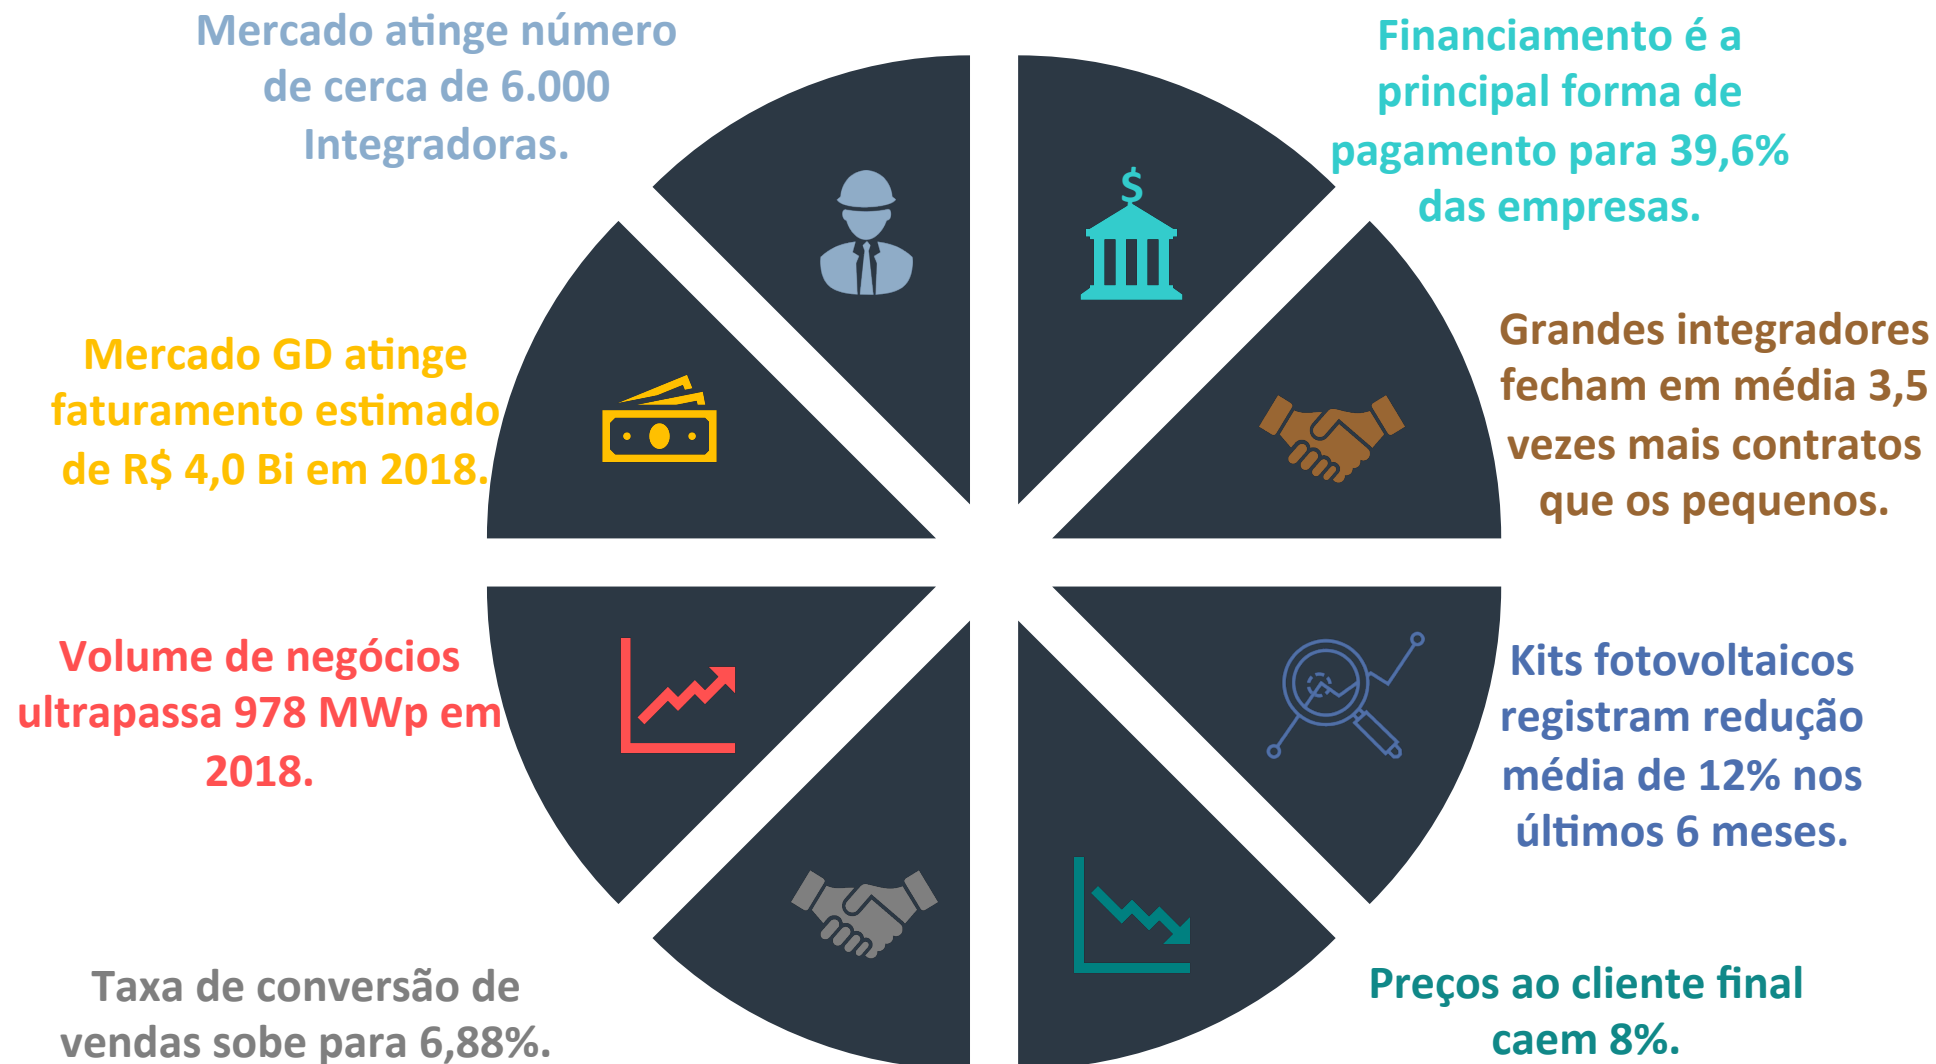 Mercado atinge número
de cerca de 6.000
Integradoras.
Financiamento é a
principal forma de
pagamento para 39,6%
das empresas.
$
Mercado GD atinge
faturamento estimado
de R$ 4,0 Bi em 2018.
Grandes integradores
fecham em média 3,5
vezes mais contratos
que os pequenos.
Volume de negócios
ultrapassa 978 MWp em
2018.
Kits fotovoltaicos
registram redução
média de 12% nos
últimos 6 meses.
Taxa de conversão de
vendas sobe para 6,88%.
Preços ao cliente final
caem 8%.